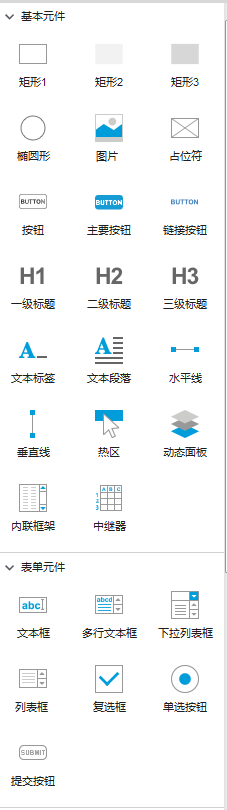 基本元件
矩形1 矩形2 矩形3
椭圆形 图片 占位符
BUTTON BUTTON BUTTON
按钮 主要按钮 链接按钮
H1 H2 H3
一级标题 二级标题 三级标题
A A
文本标签 文本段落 水平线
垂直线 热区 动态面板
A B C
1
2
3
内联框架 中继器
表单元件
abc abcd
文本框 多行文本框 下拉列表框
列表框 复选框 单选按钮
SUBMIT
提交按钮